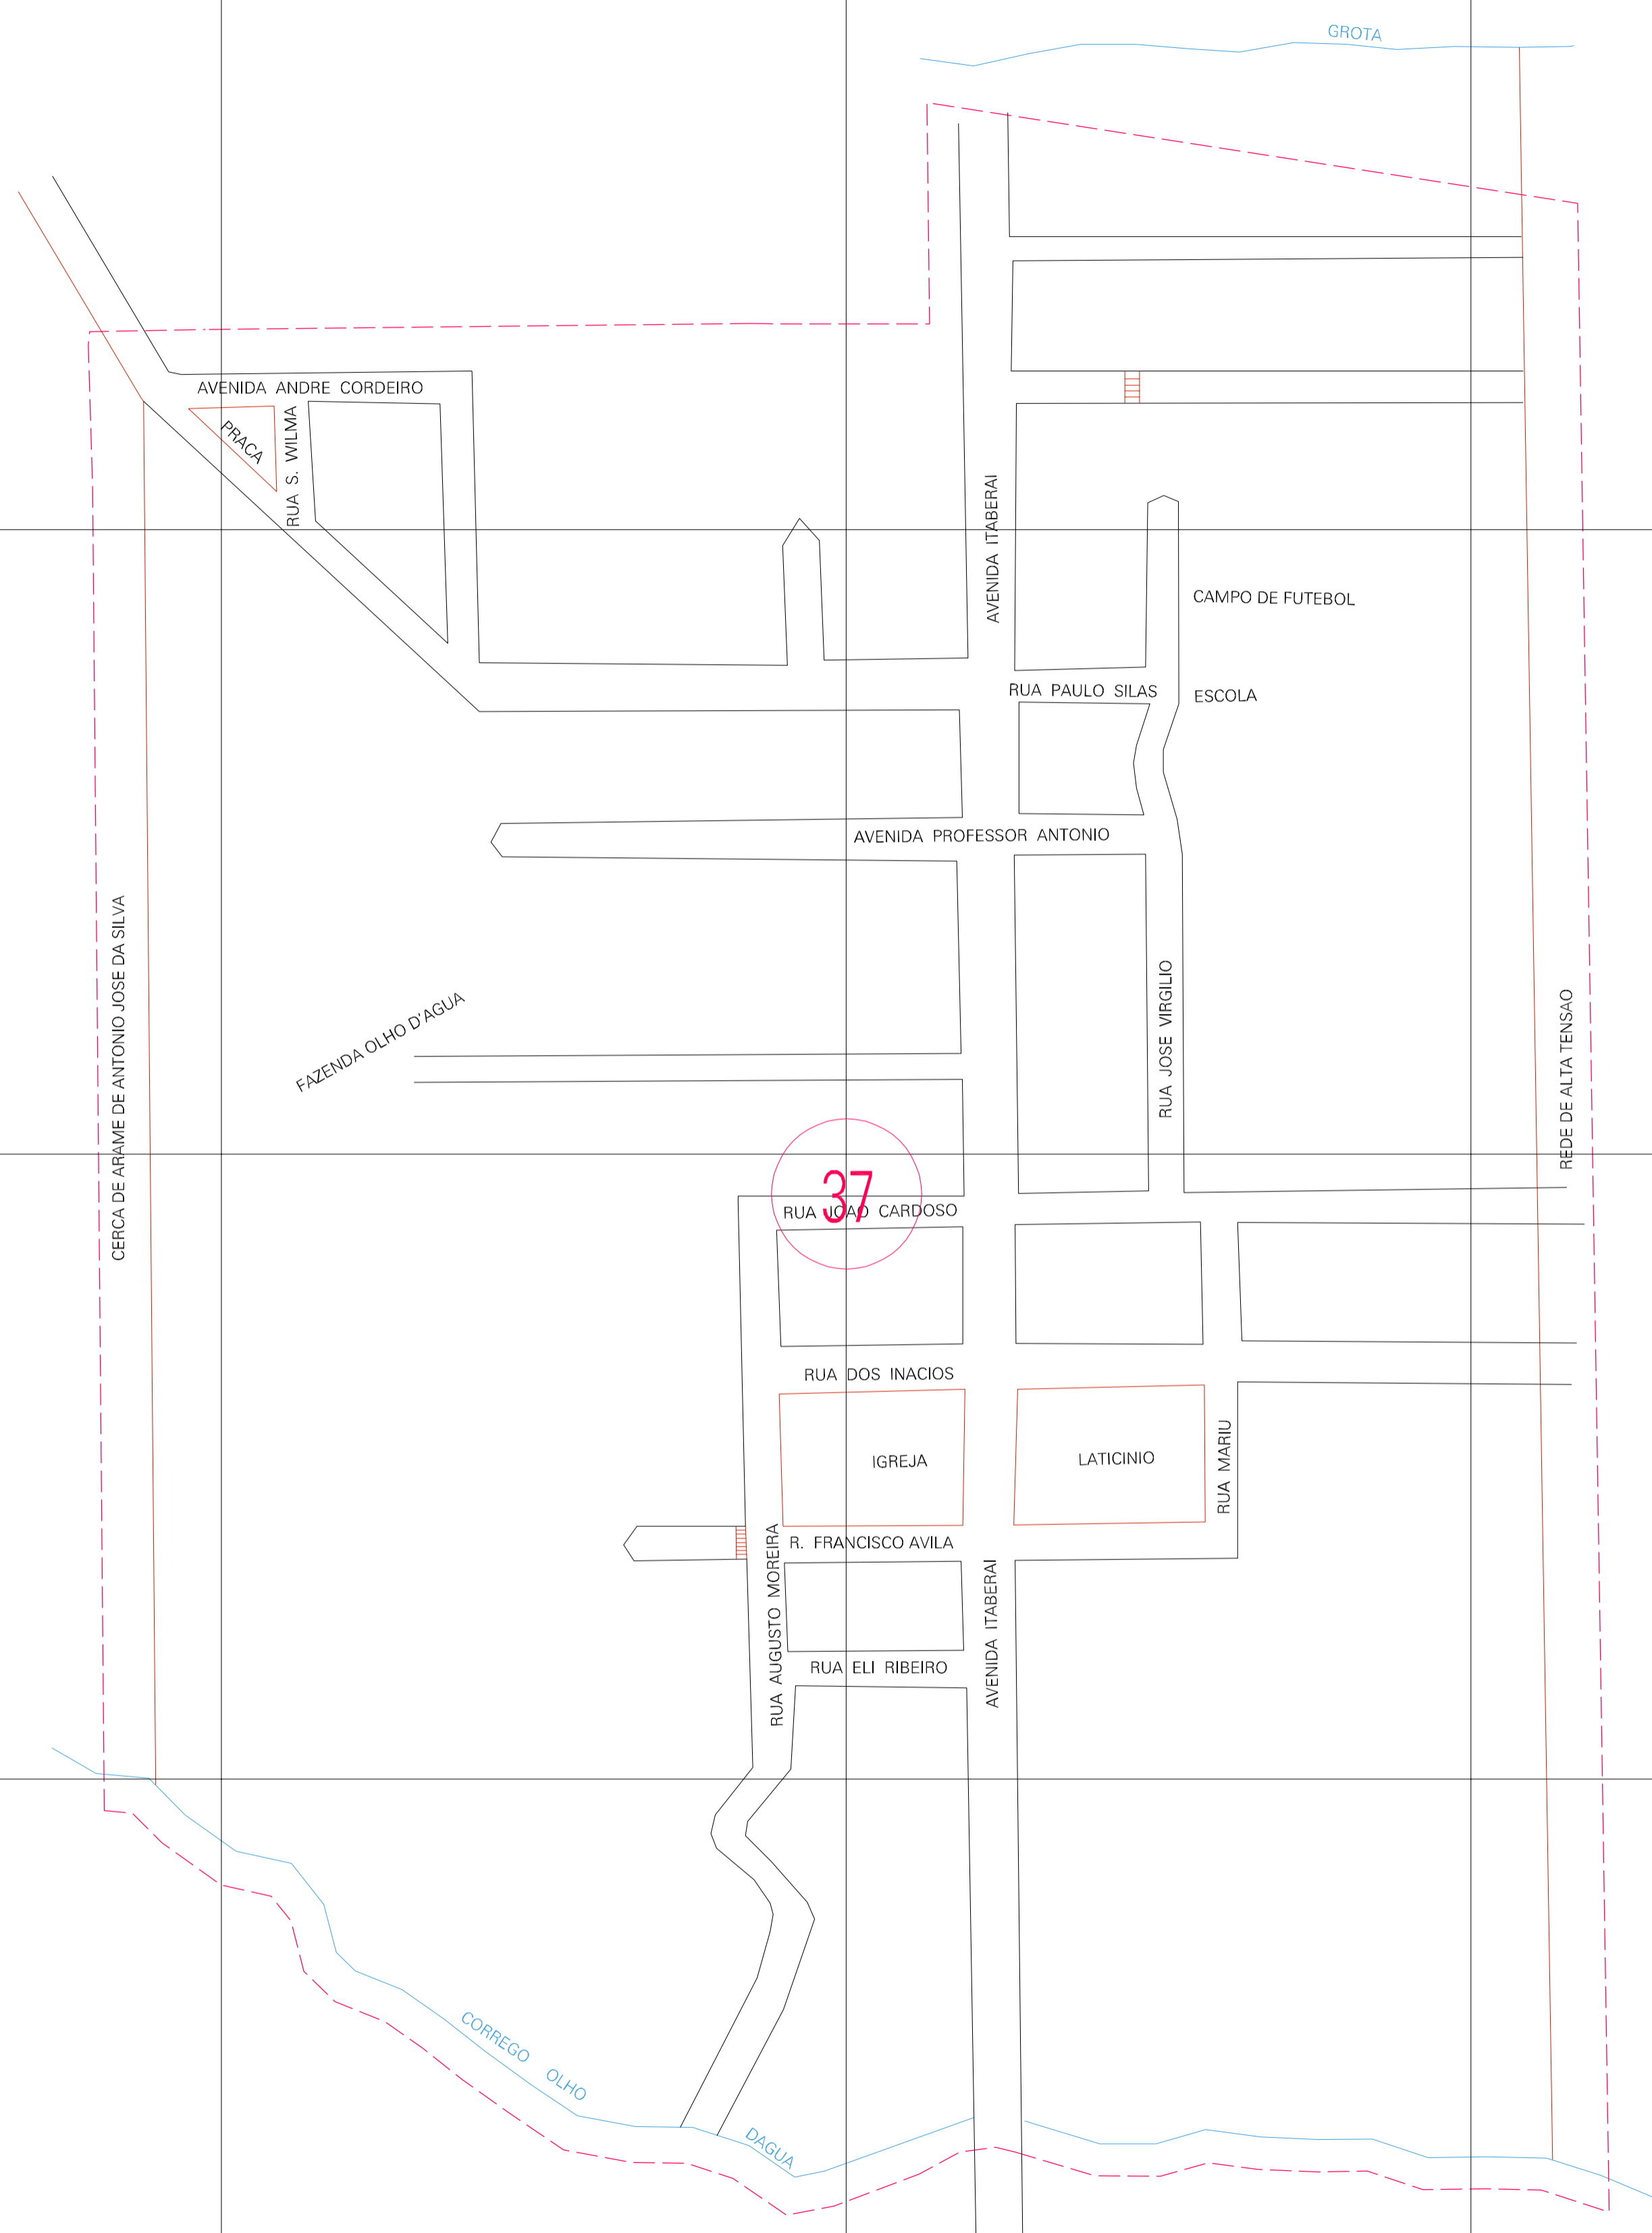 GROTA
AVENIDA ANDRE CORDEIRO
PRACA
RUA S. WILMA
AVENIDA ITABERAI
CAMPO DE FUTEBOL
RUA PAULO SILAS
ESCOLA
AVENIDA PROFESSOR ANTONIO
CERCA DE ARAME DE ANTONIO JOSE DA SILVA
FAZENDA OLHO D'AGUA
RUA JOSE VIRGILIO
REDE DE ALTA TENSAO
37
RUA JOAO CARDOSO
RUA DOS INACIOS
IGREJA
LATICINIO
RUA MARIU
R. FRANCISCO AVILA
RUA AUGUSTO MOREIRA
AVENIDA ITABERAI
RUA ELI RIBEIRO
CORREGO OLHO DAGUA